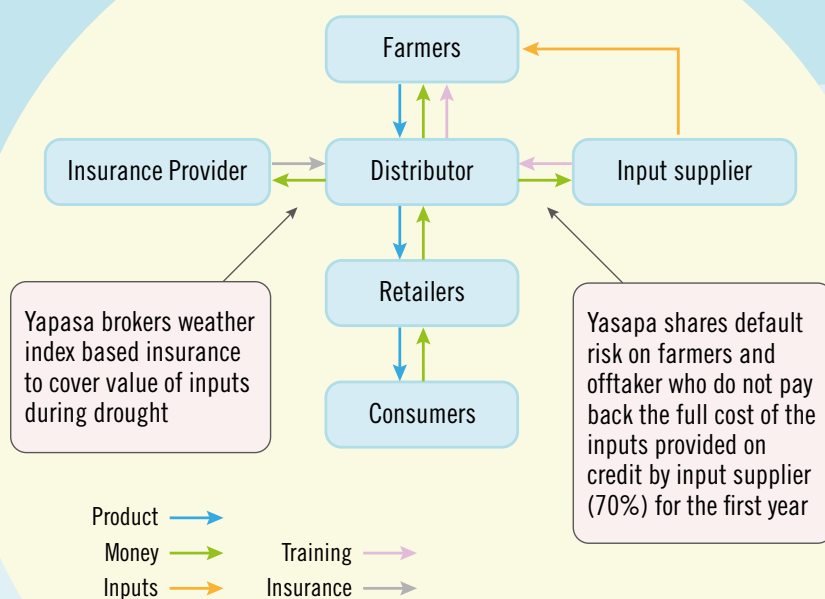 Farmers
Insurance Provider
Distributor
Input supplier
Retailers
Consumers
Yapasa brokers weather
index based insurance
to cover value of inputs
during drought
Yasapa shares default
risk on farmers and
offtaker who do not pay
back the full cost of the
inputs provided on
credit by input supplier
(70%) for the first year
Product
Money
Training
Inputs
Insurance